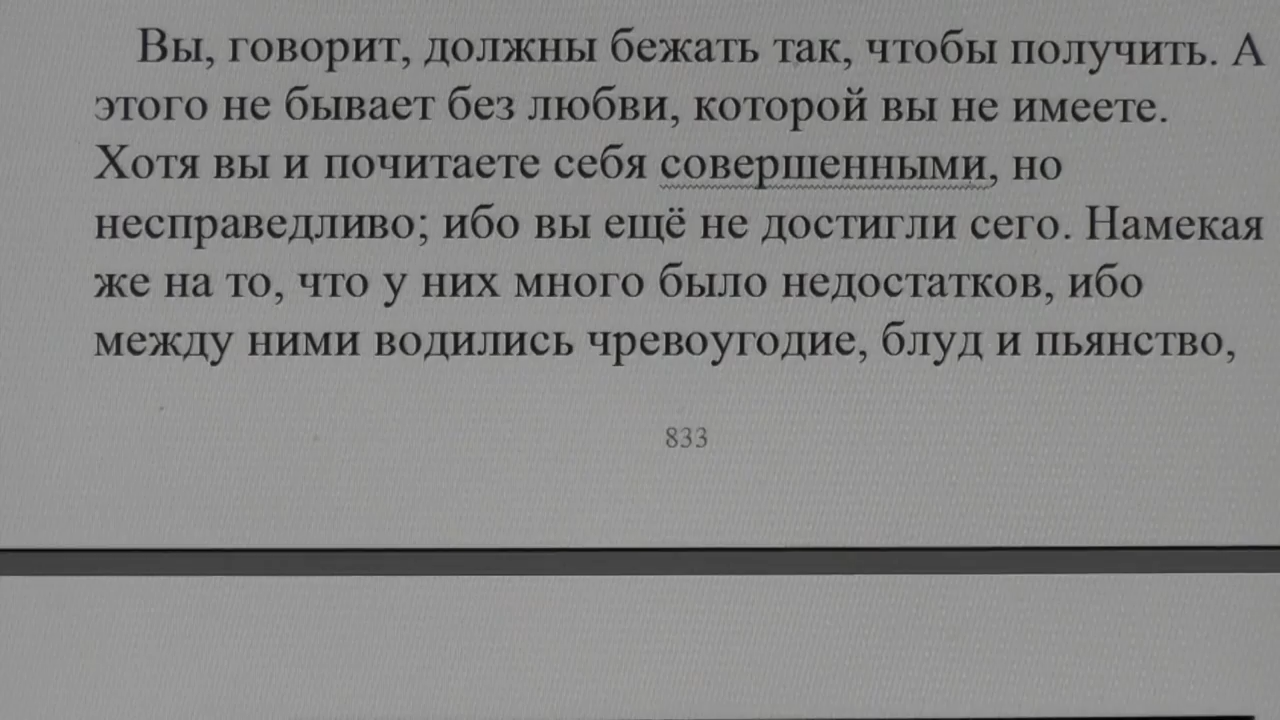 Вы, говорит, должны бежать так, чтобы получить. А
этого не бывает без любви, которой вы не имеете.
Хотя вы и почитаете себя совершенными, но
несправедливо; ибо вы ещё не достигли сего. Намекая
же на то, что у них много было недостатков, ибо
между ними водились чревоугодие, блуд и пьянство,
833